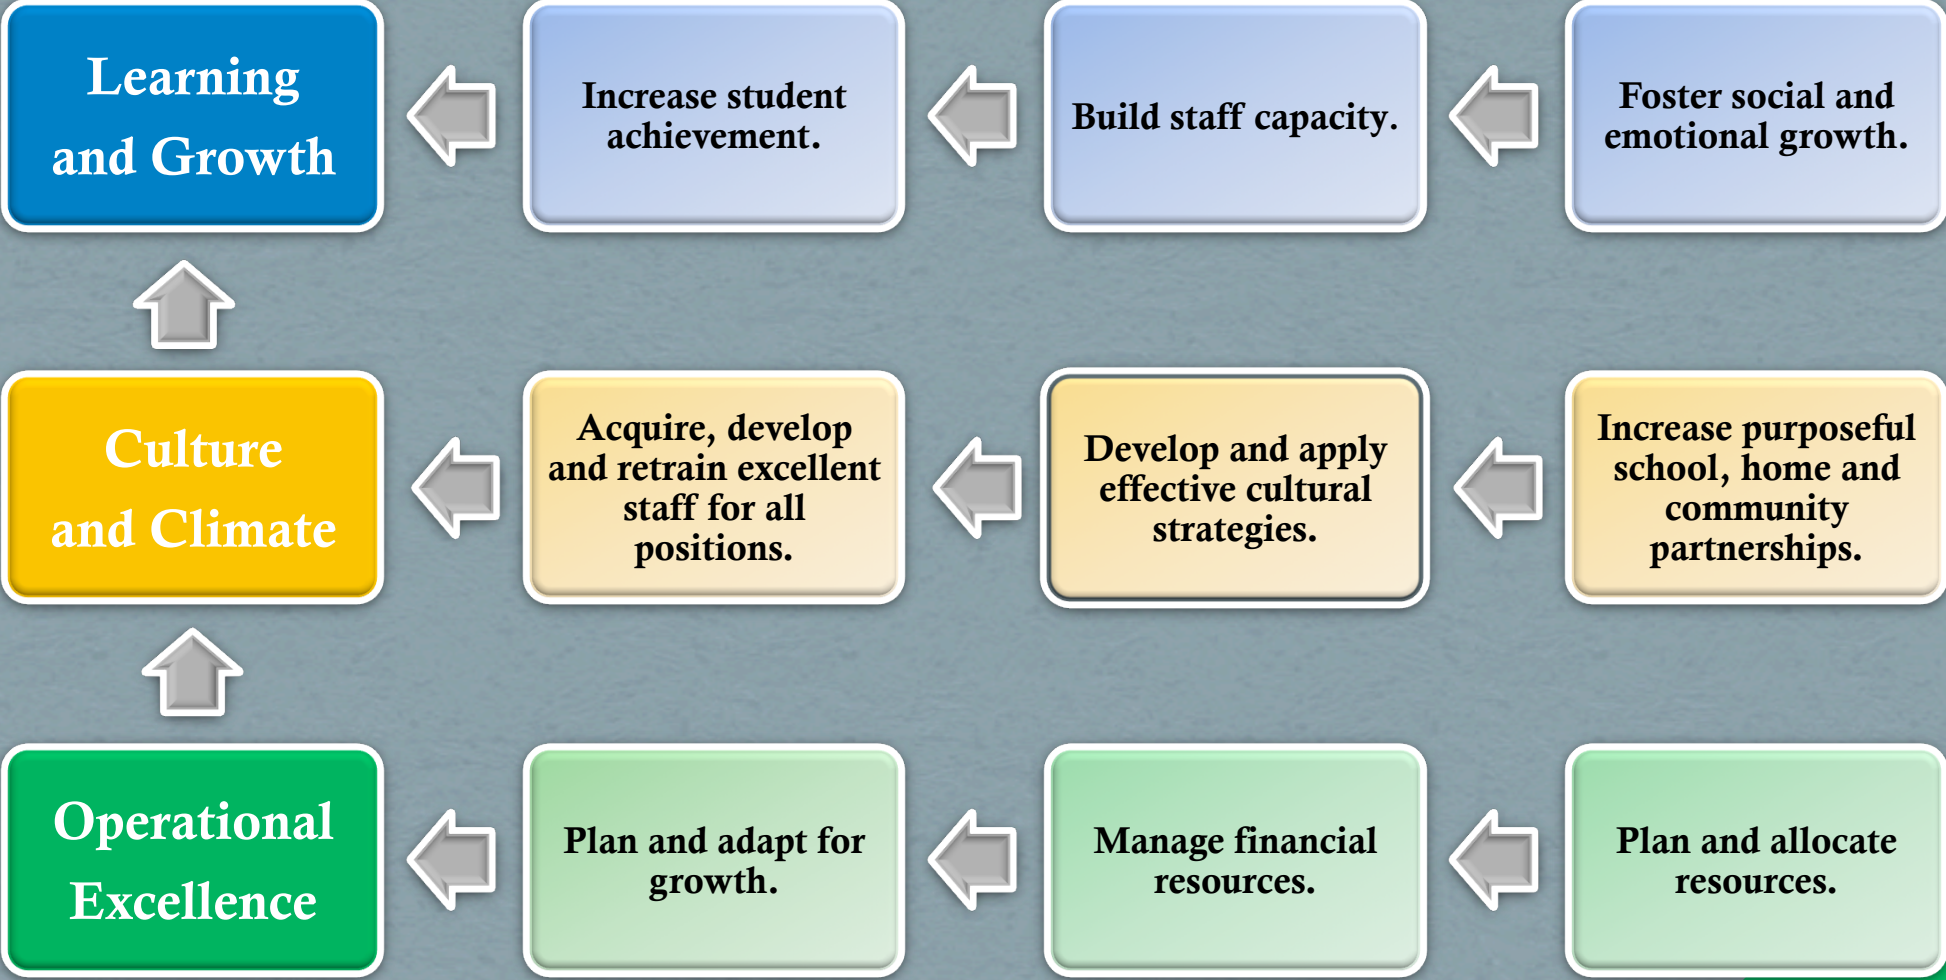 Learning
and Growth
Increase student
achievement.
Build staff capacity.
Foster social and
emotional growth.
Culture
and Climate
Acquire, develop
and retrain excellent
staff for all
positions.
Develop and apply
effective cultural
strategies.
Increase purposeful
school, home and
community
partnerships.
Operational
Excellence
Plan and adapt for
growth.
Manage financial
resources.
Plan and allocate
resources.